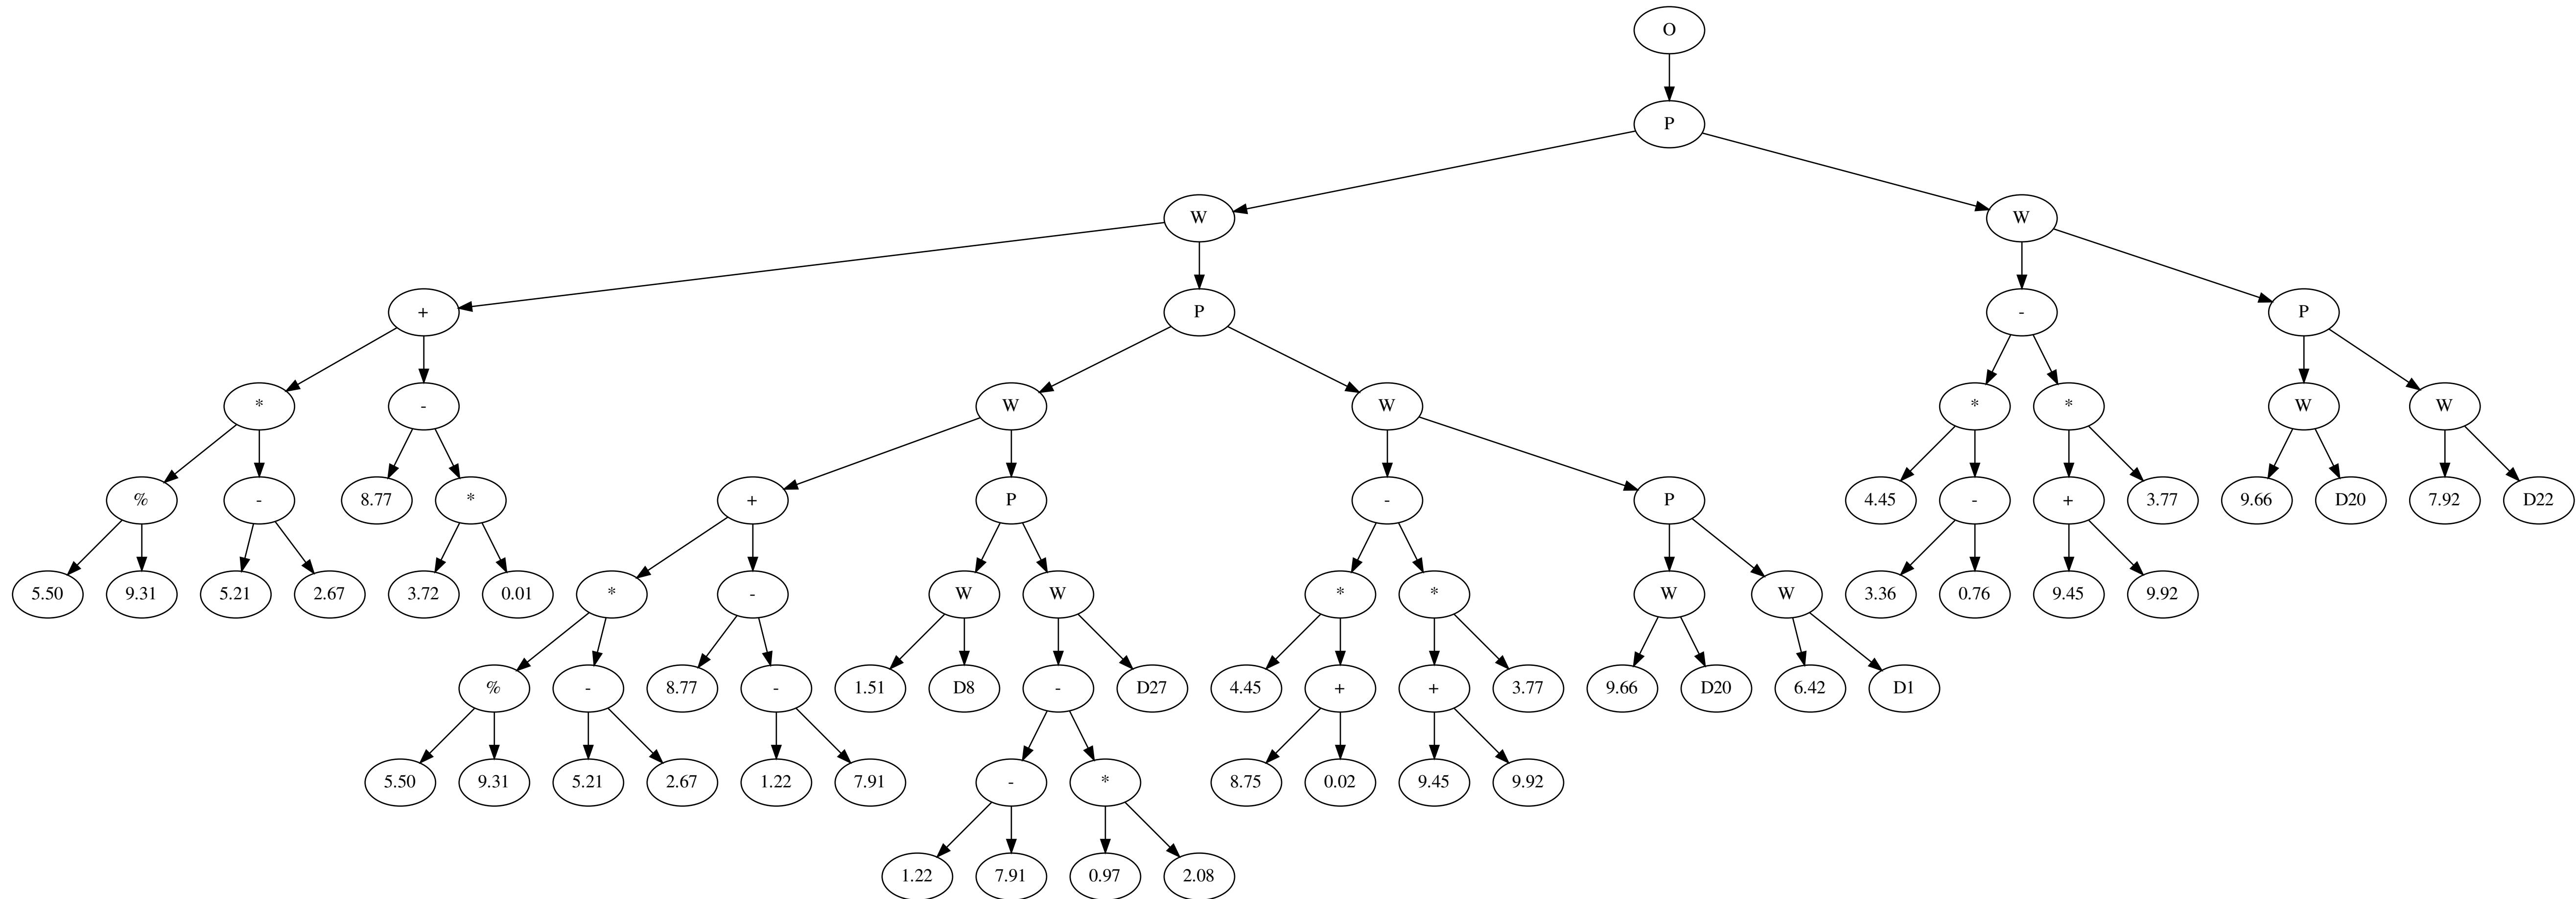 O
P
W W
+ P - P
* - W W * * W W
% - 8.77 * + P - P 4.45 - + 3.77 9.66 D20 7.92 D22
5.50 9.31 5.21 2.67 3.72 0.01 * - W W * * W W 3.36 0.76 9.45 9.92
% - 8.77 - 1.51 D8 - D27 4.45 + + 3.77 9.66 D20 6.42 D1
5.50 9.31 5.21 2.67 1.22 7.91 - * 8.75 0.02 9.45 9.92
1.22 7.91 0.97 2.08